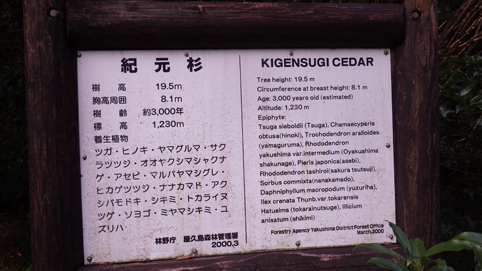 紀元杉
樹 高 19.5m
胸高周囲 8.1m
樹 齢 約3,000年
標 高 1,230m
着生植物
ツガ・ヒノキ・ヤマグルマ・サク
ラツツジ・オオヤクシマシャクナ
ゲ・アセビ・マルバヤマシグレ・
ヒカゲツツジ・ナナカマド・アク
シバモドキ・シキミ・トカライヌ
ツゲ・ソヨゴ・ミヤマシキミ・ユ
ズリハ
林野庁 屋久島森林管理署
2000.3
KIGENSUGI CEDAR
Tree height: 19.5 m
Circumference at breast height: 8.1 m
Age: 3,000 years old (estimated)
Altitude: 1,230 m
Epiphyte:
Tsuga sieboldii (Tsuga), Chamaecyparis
obtusa(hinoki), Trochodendron aralloides
(yamaguruma), Rhododendron
yakushima var.intermedium (Oyakushima
shakunage), Pieris japonica(asebi),
Rhododendron tashiroi(sakura tsutsuji),
Sorbus commixta(nanakamado),
Daphniphyllum macropodum (yuzuriha),
Ilex crenata Thunb.var.tokarensis
Hatusima (tokarainutsuge), Illicium
anisatum (shikimi)
Forestry Agency Yakushima District Forest Office
March,2000